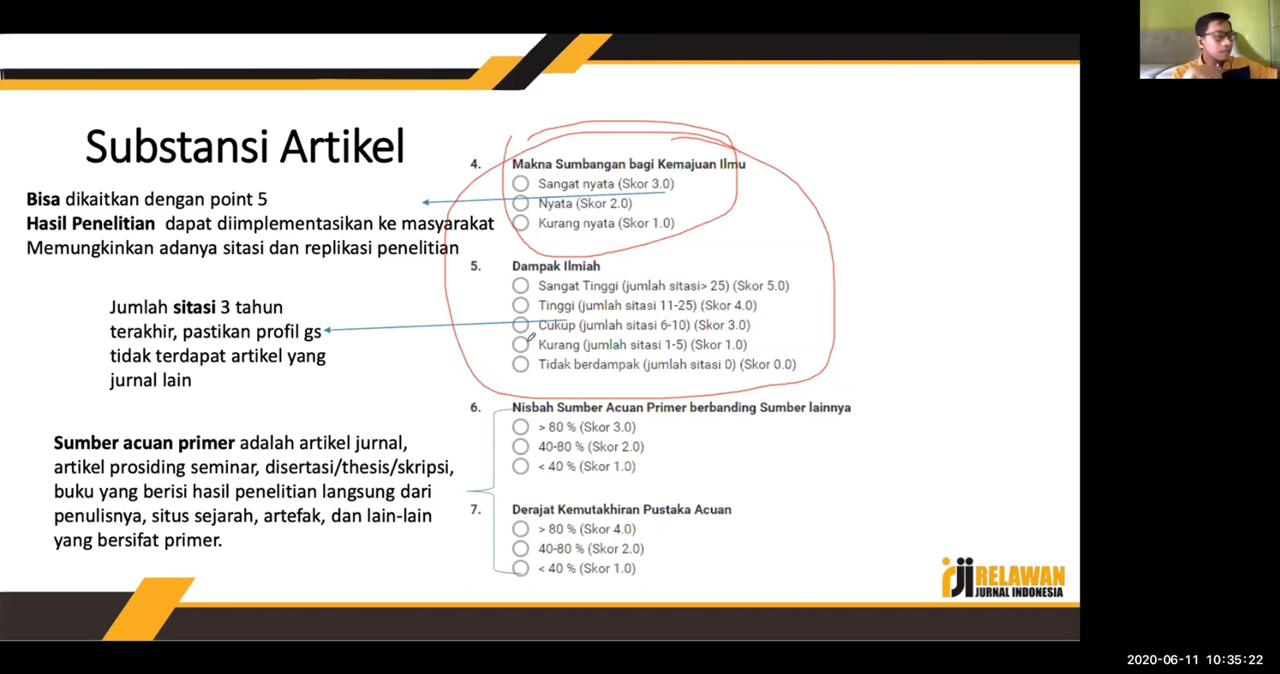 Substansi Artikel
Bisa dikaitkan dengan point 5
Hasil Penelitian dapat diimplementasikan ke masyarakat
Memungkinkan adanya sitasi dan replikasi penelitian
Jumlah sitasi 3 tahun
terakhir, pastikan profil gs
tidak terdapat artikel yang
jurnal lain
Sumber acuan primer adalah artikel jurnal,
artikel prosiding seminar, disertasi/thesis/skripsi,
buku yang berisi hasil penelitian langsung dari
penulisnya, situs sejarah, artefak, dan lain-lain
yang bersifat primer.
4. Makna Sumbangan bagi Kemajuan Ilmu
Sangat nyata (Skor 3.0)
Nyata (Skor 2.0)
Kurang nyata (Skor 1.0)
5. Dampak Ilmiah
Sangat Tinggi (jumlah sitasi> 25) (Skor 5.0)
Tinggi (jumlah sitasi 11-25) (Skor 4.0)
Cukup (jumlah sitasi 6-10) (Skor 3.0)
Kurang (jumlah sitasi 1-5) (Skor 1.0)
Tidak berdampak (jumlah sitasi 0) (Skor 0.0)
6. Nisbah Sumber Acuan Primer berbanding Sumber lainnya
> 80 % (Skor 3.0)
40-80 % (Skor 2.0)
< 40 % (Skor 1.0)
7. Derajat Kemutakhiran Pustaka Acuan
> 80 % (Skor 4.0)
40-80 % (Skor 2.0)
< 40 % (Skor 1.0)
rji RELAWAN
JURNAL INDONESIA
2020-06-11 10:35:22